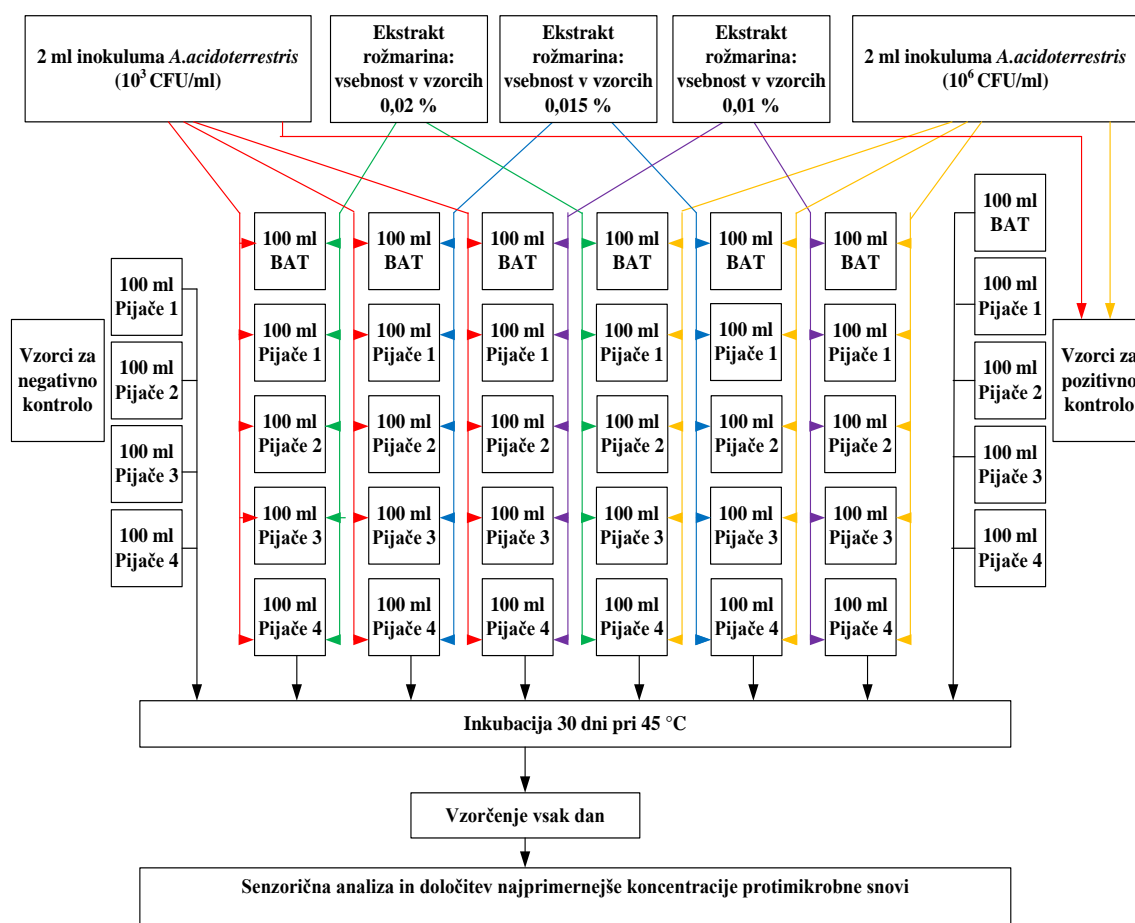 2 ml inokuluma A.acidoterrestris
(10³ CFU/ml)
Ekstrakt
rožmarina:
vsebnost v vzorcih
0,02 %
Ekstrakt
rožmarina:
vsebnost v vzorcih
0,015 %
Ekstrakt
rožmarina:
vsebnost v vzorcih
0,01 %
2 ml inokuluma A.acidoterrestris
(10⁶ CFU/ml)
Vzorci za
negativno
kontrolo
100 ml
Pijače 1
100 ml
Pijače 2
100 ml
Pijače 3
100 ml
Pijače 4
100 ml
BAT
100 ml
Pijače 1
100 ml
Pijače 2
100 ml
Pijače 3
100 ml
Pijače 4
100 ml
BAT
100 ml
Pijače 1
100 ml
Pijače 2
100 ml
Pijače 3
100 ml
Pijače 4
100 ml
BAT
100 ml
Pijače 1
100 ml
Pijače 2
100 ml
Pijače 3
100 ml
Pijače 4
100 ml
BAT
100 ml
Pijače 1
100 ml
Pijače 2
100 ml
Pijače 3
100 ml
Pijače 4
100 ml
BAT
100 ml
Pijače 1
100 ml
Pijače 2
100 ml
Pijače 3
100 ml
Pijače 4
100 ml
BAT
100 ml
Pijače 1
100 ml
Pijače 2
100 ml
Pijače 3
100 ml
Pijače 4
100 ml
BAT
100 ml
Pijače 1
100 ml
Pijače 2
100 ml
Pijače 3
100 ml
Pijače 4
Vzorci za
pozitivno
kontrolo
Inkubacija 30 dni pri 45 °C
Vzorčenje vsak dan
Senzorična analiza in določitev najprimernejše koncentracije protimikrobne snovi